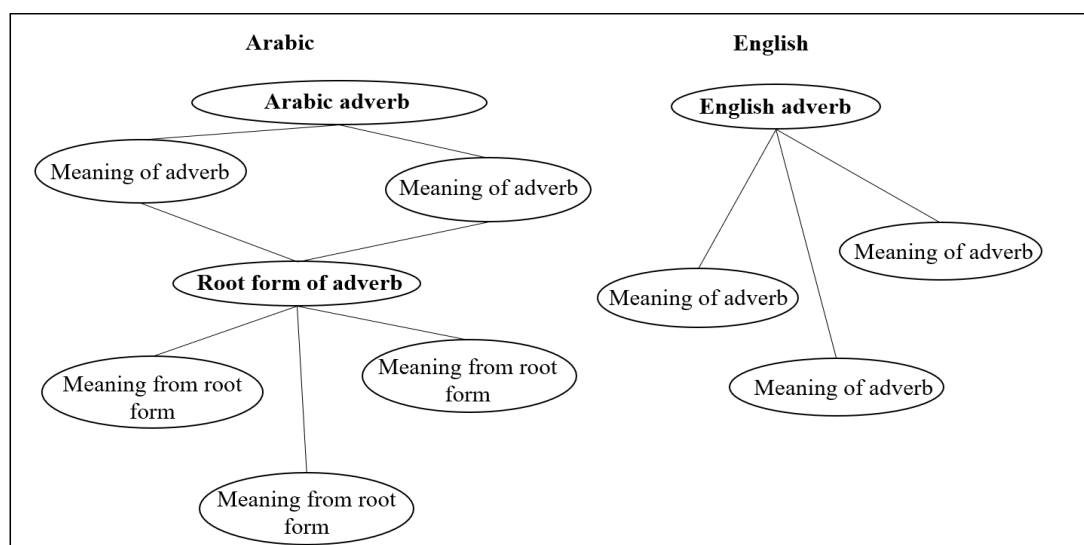 Arabic
Arabic adverb
Meaning of adverb
Meaning of adverb
Root form of adverb
Meaning from root
form
Meaning from root
form
Meaning from root
form
English
English adverb
Meaning of adverb
Meaning of adverb
Meaning of adverb